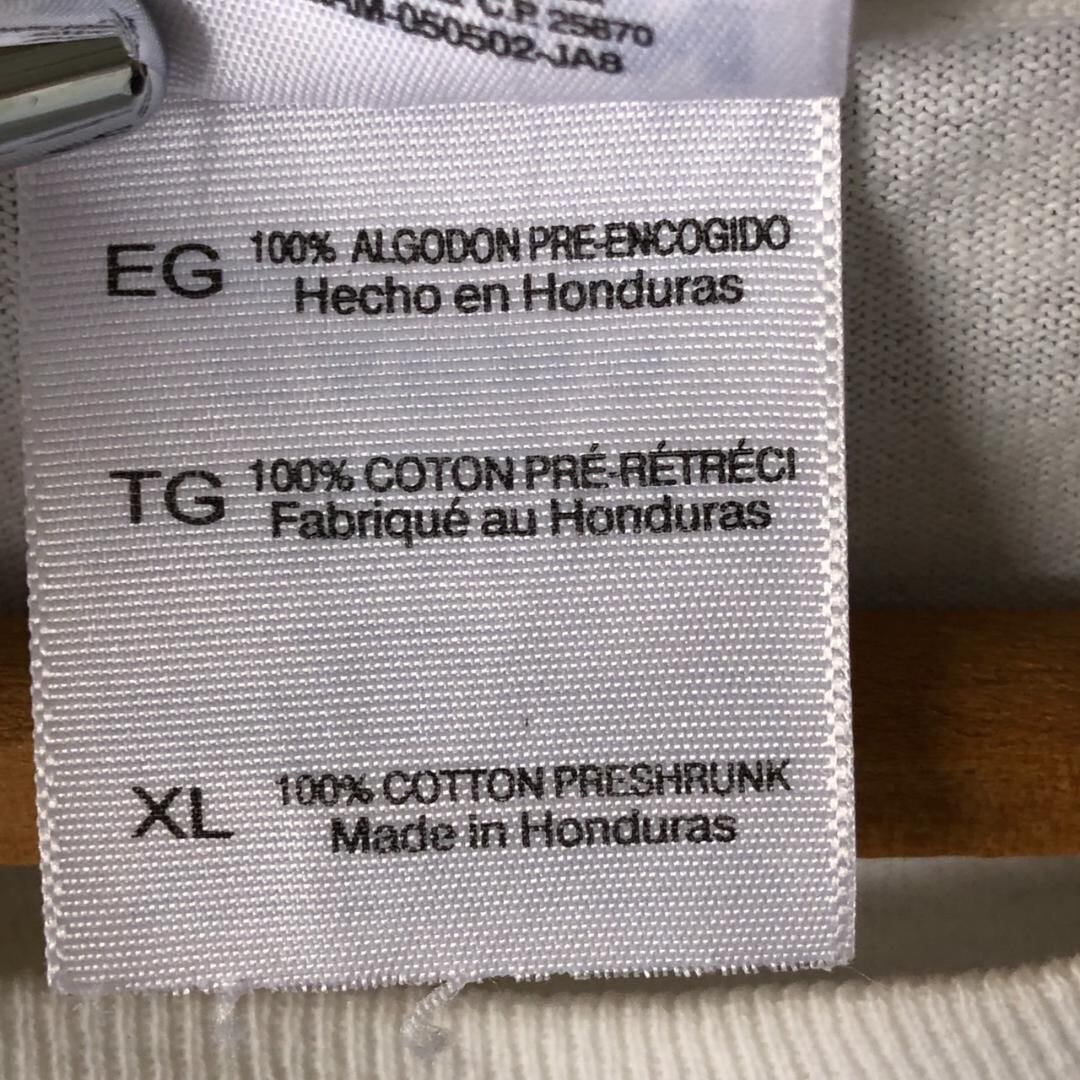 C.P. 25870
050502-JA8
EG 100% ALGODON PRE-ENCOGIDO
Hecho en Honduras
TG 100% COTON PRÉ-RÉTRÉCI
Fabriqué au Honduras
XL 100% COTTON PRESHRUNK
Made in Honduras